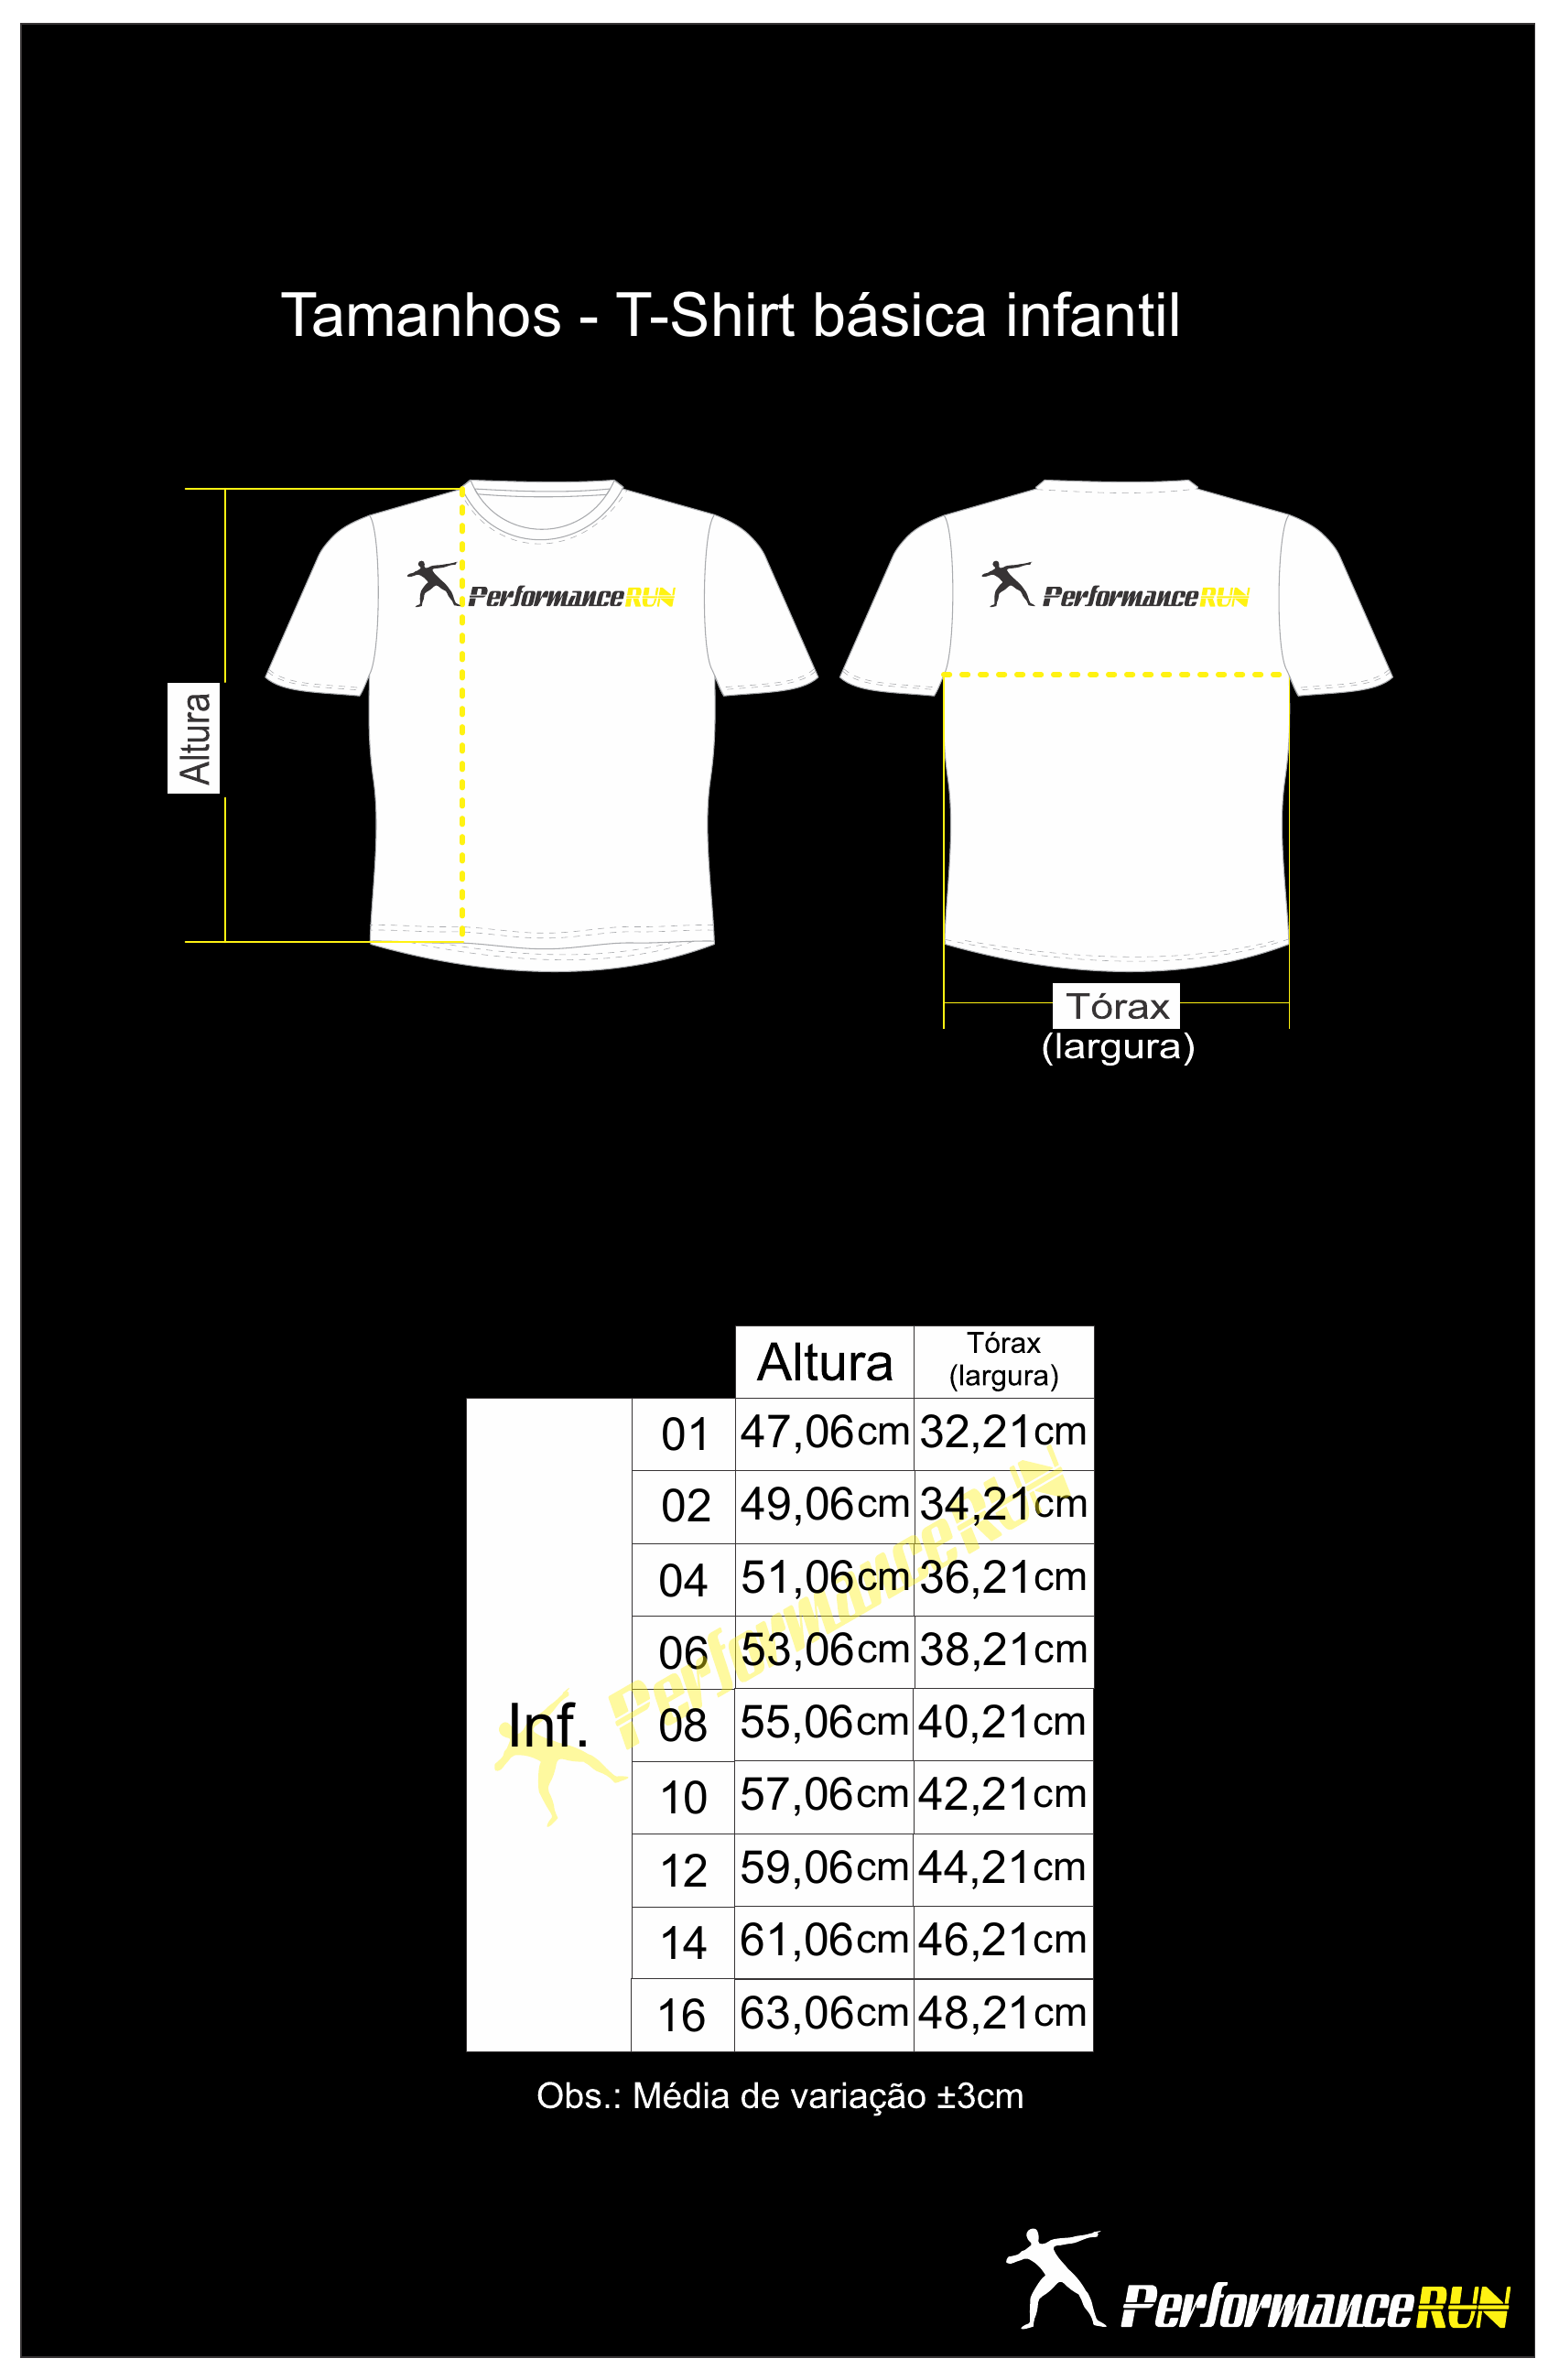 Tamanhos - T-Shirt básica infantil
PerformanceRUN
PerformanceRUN
Altura
Tórax
(largura)
Altura Tórax (largura)
Inf.
01 47,06cm 32,21cm
02 49,06cm 34,21cm
04 51,06cm 36,21cm
06 53,06cm 38,21cm
08 55,06cm 40,21cm
10 57,06cm 42,21cm
12 59,06cm 44,21cm
14 61,06cm 46,21cm
16 63,06cm 48,21cm
PerformanceRUN
Obs.: Média de variação ±3cm
PerformanceRUN